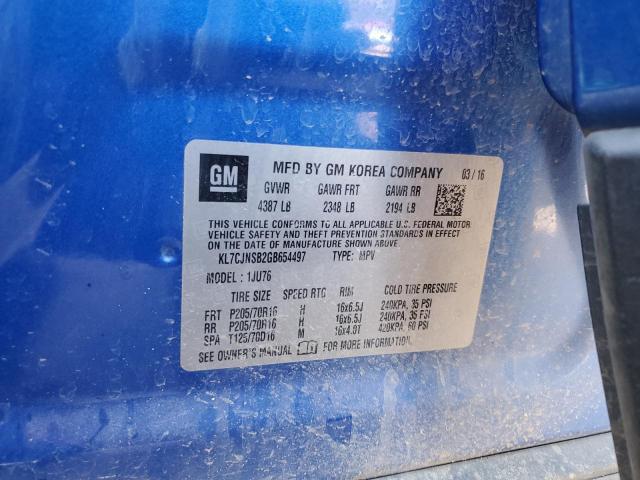 GM MFD BY GM KOREA COMPANY 03/16
GVWR GAWR FRT GAWR RR
4387 LB 2348 LB 2194 LB
THIS VEHICLE CONFORMS TO ALL APPLICABLE U.S. FEDERAL MOTOR
VEHICLE SAFETY AND THEFT PREVENTION STANDARDS IN EFFECT
ON THE DATE OF MANUFACTURE SHOWN ABOVE.
KL7CJNSB2GB654497 TYPE: MPV
MODEL: 1JU76
TIRE SIZE SPEED RTG RIM COLD TIRE PRESSURE
FRT P205/70R16 H 16x6.5J 240KPA, 35 PSI
RR P205/70R16 H 16x6.5J 240KPA, 35 PSI
SPA T125/70D16 M 16x4.0T 420KPA, 60 PSI
SEE OWNER'S MANUAL FOR MORE INFORMATION.